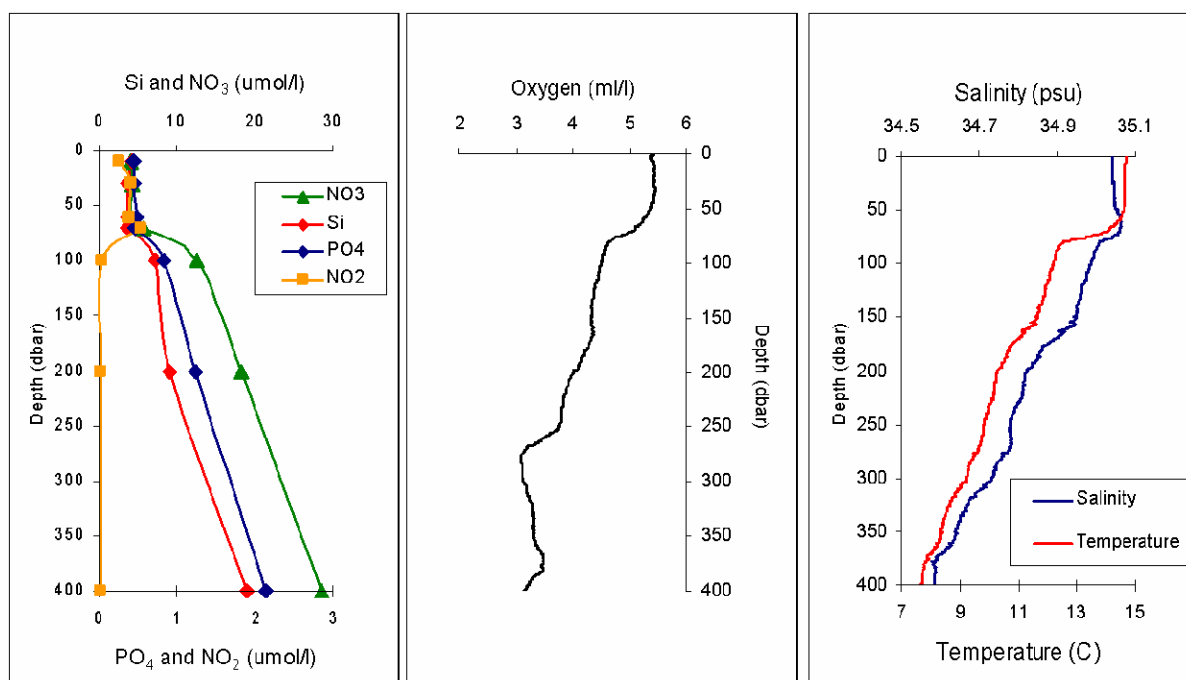 Si and NO3 (umol/l)
0 10 20 30
0
50
100
150
200
250
300
350
400
Depth (dbar)
NO3
Si
PO4
NO2
0 1 2 3
PO4 and NO2 (umol/l)
Oxygen (ml/l)
2 3 4 5 6
0
50
100
150
200
250
300
350
400
Depth (dbar)
Salinity (psu)
34.5 34.7 34.9 35.1
0
50
100
150
200
250
300
350
400
Depth (dbar)
Salinity
Temperature
7 9 11 13 15
Temperature (C)